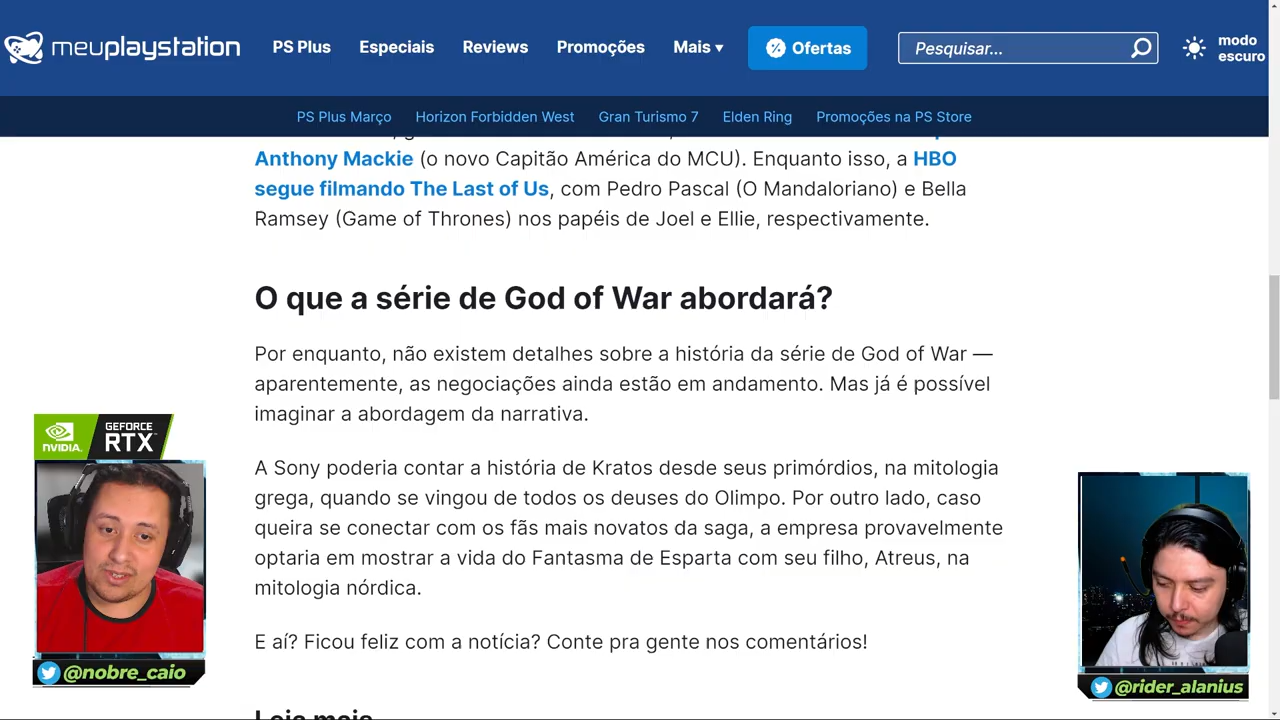 meuplaystation
PS Plus
Especiais
Reviews
Promoções
Mais ▾
Ofertas
Pesquisar...
modo
escuro
PS Plus Março
Horizon Forbidden West
Gran Turismo 7
Elden Ring
Promoções na PS Store
Anthony Mackie (o novo Capitão América do MCU). Enquanto isso, a HBO
segue filmando The Last of Us, com Pedro Pascal (O Mandaloriano) e Bella
Ramsey (Game of Thrones) nos papéis de Joel e Ellie, respectivamente.
O que a série de God of War abordará?
Por enquanto, não existem detalhes sobre a história da série de God of War —
aparentemente, as negociações ainda estão em andamento. Mas já é possível
imaginar a abordagem da narrativa.
A Sony poderia contar a história de Kratos desde seus primórdios, na mitologia
grega, quando se vingou de todos os deuses do Olimpo. Por outro lado, caso
queira se conectar com os fãs mais novatos da saga, a empresa provavelmente
optaria em mostrar a vida do Fantasma de Esparta com seu filho, Atreus, na
mitologia nórdica.
E aí? Ficou feliz com a notícia? Conte pra gente nos comentários!
Leia mais
NVIDIA.
GEFORCE
RTX
@nobre_caio
@rider_alanius